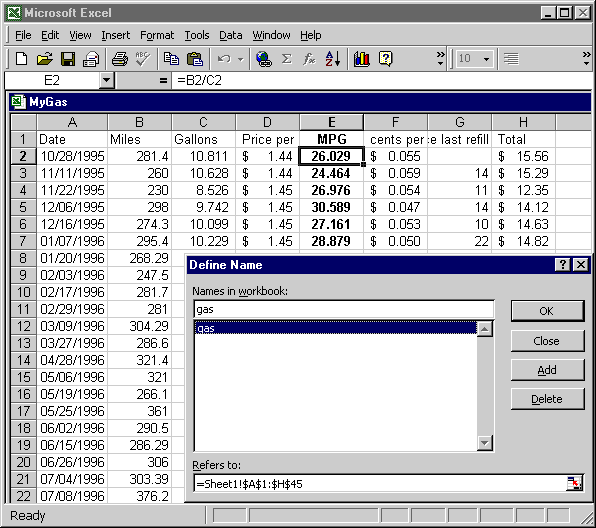 Microsoft Excel
File Edit View Insert Format Tools Data Window Help
ABC 10
E2 = =B2/C2
MyGas
A B C D E F G H
1 Date Miles Gallons Price per MPG cents per e last refill Total
2 10/28/1995 281.4 10.811 $ 1.44 26.029 $ 0.055 $ 15.56
3 11/11/1995 260 10.628 $ 1.44 24.464 $ 0.059 14 $ 15.29
4 11/22/1995 230 8.526 $ 1.45 26.976 $ 0.054 11 $ 12.35
5 12/06/1995 298 9.742 $ 1.45 30.589 $ 0.047 14 $ 14.12
6 12/16/1995 274.3 10.099 $ 1.45 27.161 $ 0.053 10 $ 14.63
7 01/07/1996 295.4 10.229 $ 1.45 28.879 $ 0.050 22 $ 14.82
8 01/20/1996 268.29
9 02/03/1996 247.5
10 02/17/1996 281.7
11 02/29/1996 281
12 03/09/1996 304.29
13 03/27/1996 286.6
14 04/28/1996 321.4
15 05/06/1996 321
16 05/19/1996 266.1
17 05/25/1996 361
18 06/02/1996 290.5
19 06/15/1996 286.29
20 06/26/1996 306
21 07/04/1996 303.39
22 07/08/1996 376.2
Define Name
Names in workbook:
gas
gas
OK
Close
Add
Delete
Refers to:
=Sheet1!$A$1:$H$45
Ready